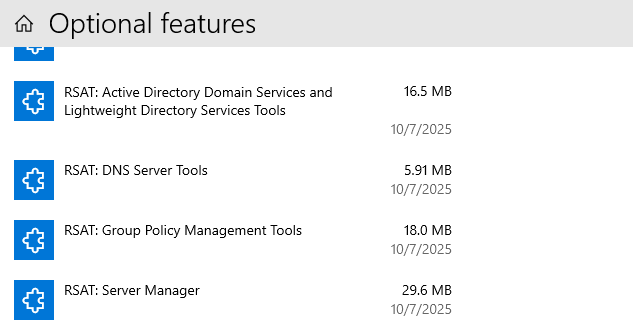 Optional features
RSAT: Active Directory Domain Services and
Lightweight Directory Services Tools
16.5 MB
10/7/2025
RSAT: DNS Server Tools
5.91 MB
10/7/2025
RSAT: Group Policy Management Tools
18.0 MB
10/7/2025
RSAT: Server Manager
29.6 MB
10/7/2025